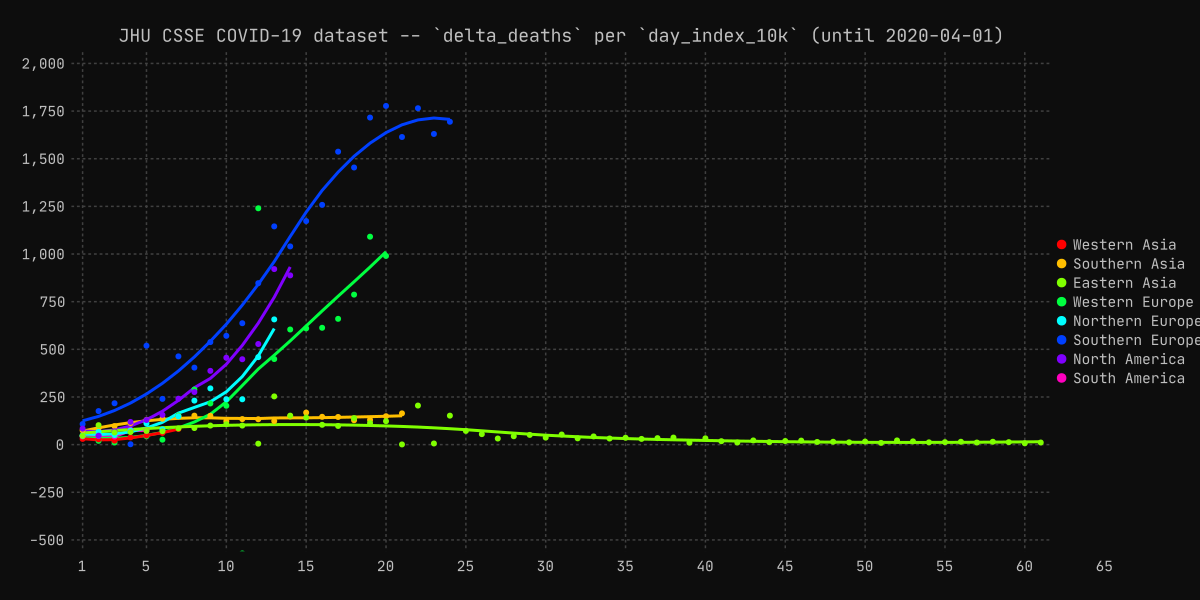 JHU CSSE COVID-19 dataset -- `delta_deaths` per `day_index_10k` (until 2020-04-01)
2,000
1,750
1,500
1,250
1,000
750
500
250
0
-250
-500
1 5 10 15 20 25 30 35 40 45 50 55 60 65
Western Asia
Southern Asia
Eastern Asia
Western Europe
Northern Europe
Southern Europe
North America
South America